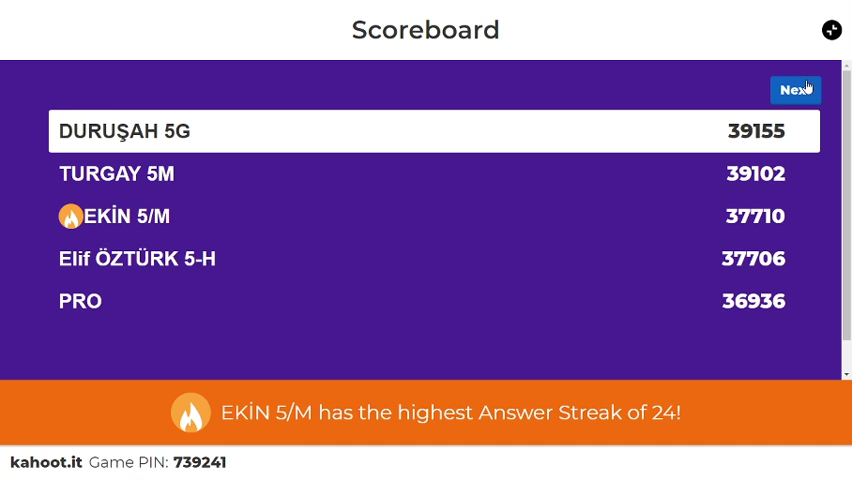 Scoreboard
Next
DURUŞAH 5G 39155
TURGAY 5M 39102
EKİN 5/M 37710
Elif ÖZTÜRK 5-H 37706
PRO 36936
EKİN 5/M has the highest Answer Streak of 24!
kahoot.it Game PIN: 739241